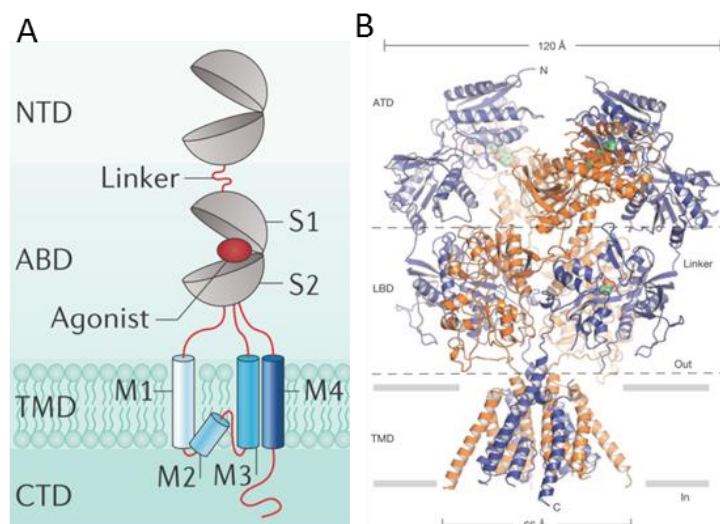 A
NTD
Linker
S1
ABD
S2
Agonist
M1
M4
TMD
M2
M3
CTD
B
120 Å
N
ATD
Linker
LBD
Out
TMD
In
C